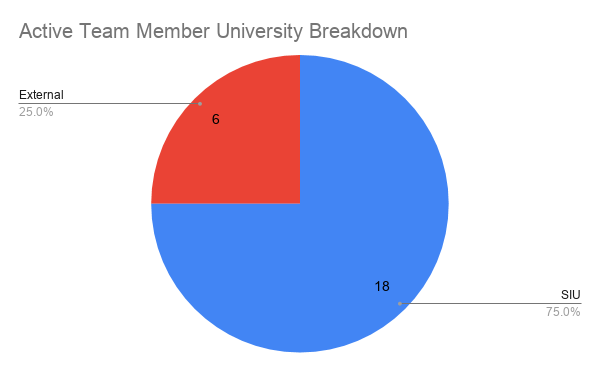 Active Team Member University Breakdown
External
25.0%
6
18
SIU
75.0%